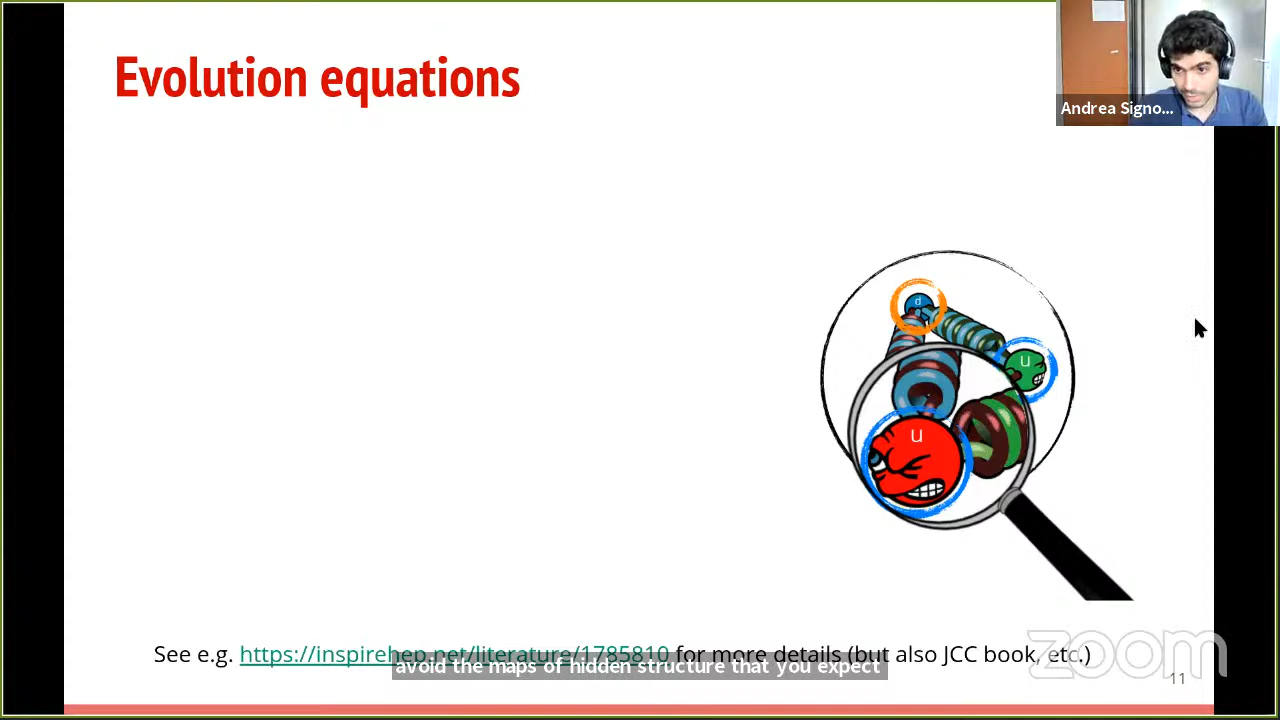 Evolution equations
Andrea Signo...
d
u
u
See e.g. https://inspirehep.net/literature/1785810 for more details (but also JCC book, etc.)
avoid the maps of hidden structure that you expect
zoom
11